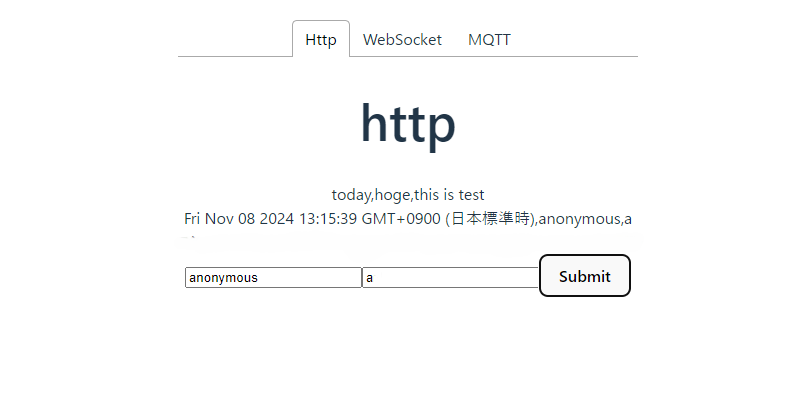 Http WebSocket MQTT
http
today,hoge,this is test
Fri Nov 08 2024 13:15:39 GMT+0900 (日本標準時),anonymous,a
anonymous a Submit